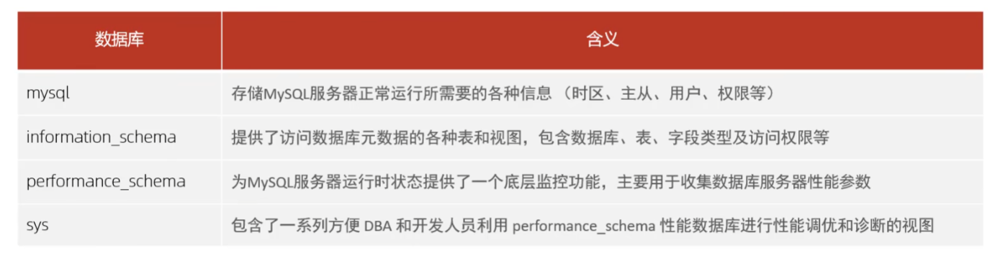 数据库 含义
mysql 存储MySQL服务器正常运行所需要的各种信息 （时区、主从、用户、权限等）
information_schema 提供了访问数据库元数据的各种表和视图，包含数据库、表、字段类型及访问权限等
performance_schema 为MySQL服务器运行时状态提供了一个底层监控功能，主要用于收集数据库服务器性能参数
sys 包含了一系列方便 DBA 和开发人员利用 performance_schema 性能数据库进行性能调优和诊断的视图